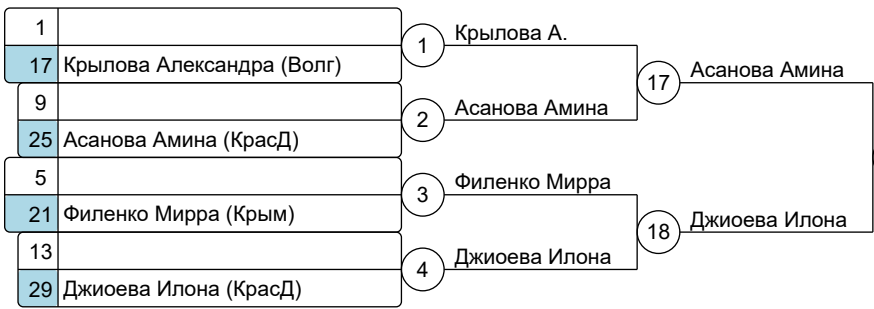 1
17 Крылова Александра (Волг)
9
25 Асанова Амина (КрасД)
5
21 Филенко Мирра (Крым)
13
29 Джиоева Илона (КрасД)
1 Крылова А.
2 Асанова Амина
3 Филенко Мирра
4 Джиоева Илона
17 Асанова Амина
18 Джиоева Илона